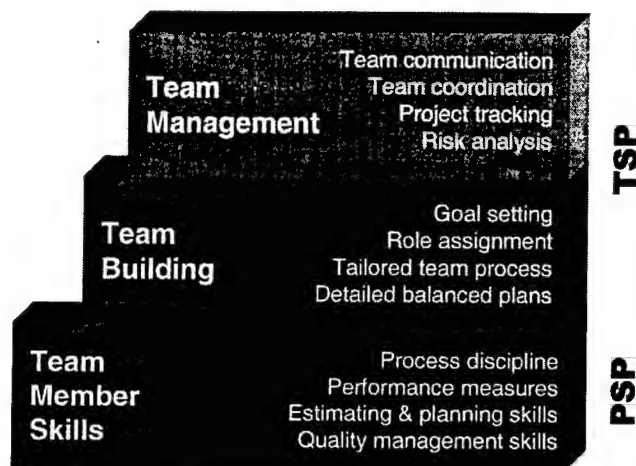 Team
Management
Team communication
Team coordination
Project tracking
Risk analysis
TSP
Team
Building
Goal setting
Role assignment
Tailored team process
Detailed balanced plans
Team
Member
Skills
Process discipline
Performance measures
Estimating & planning skills
Quality management skills
PSP